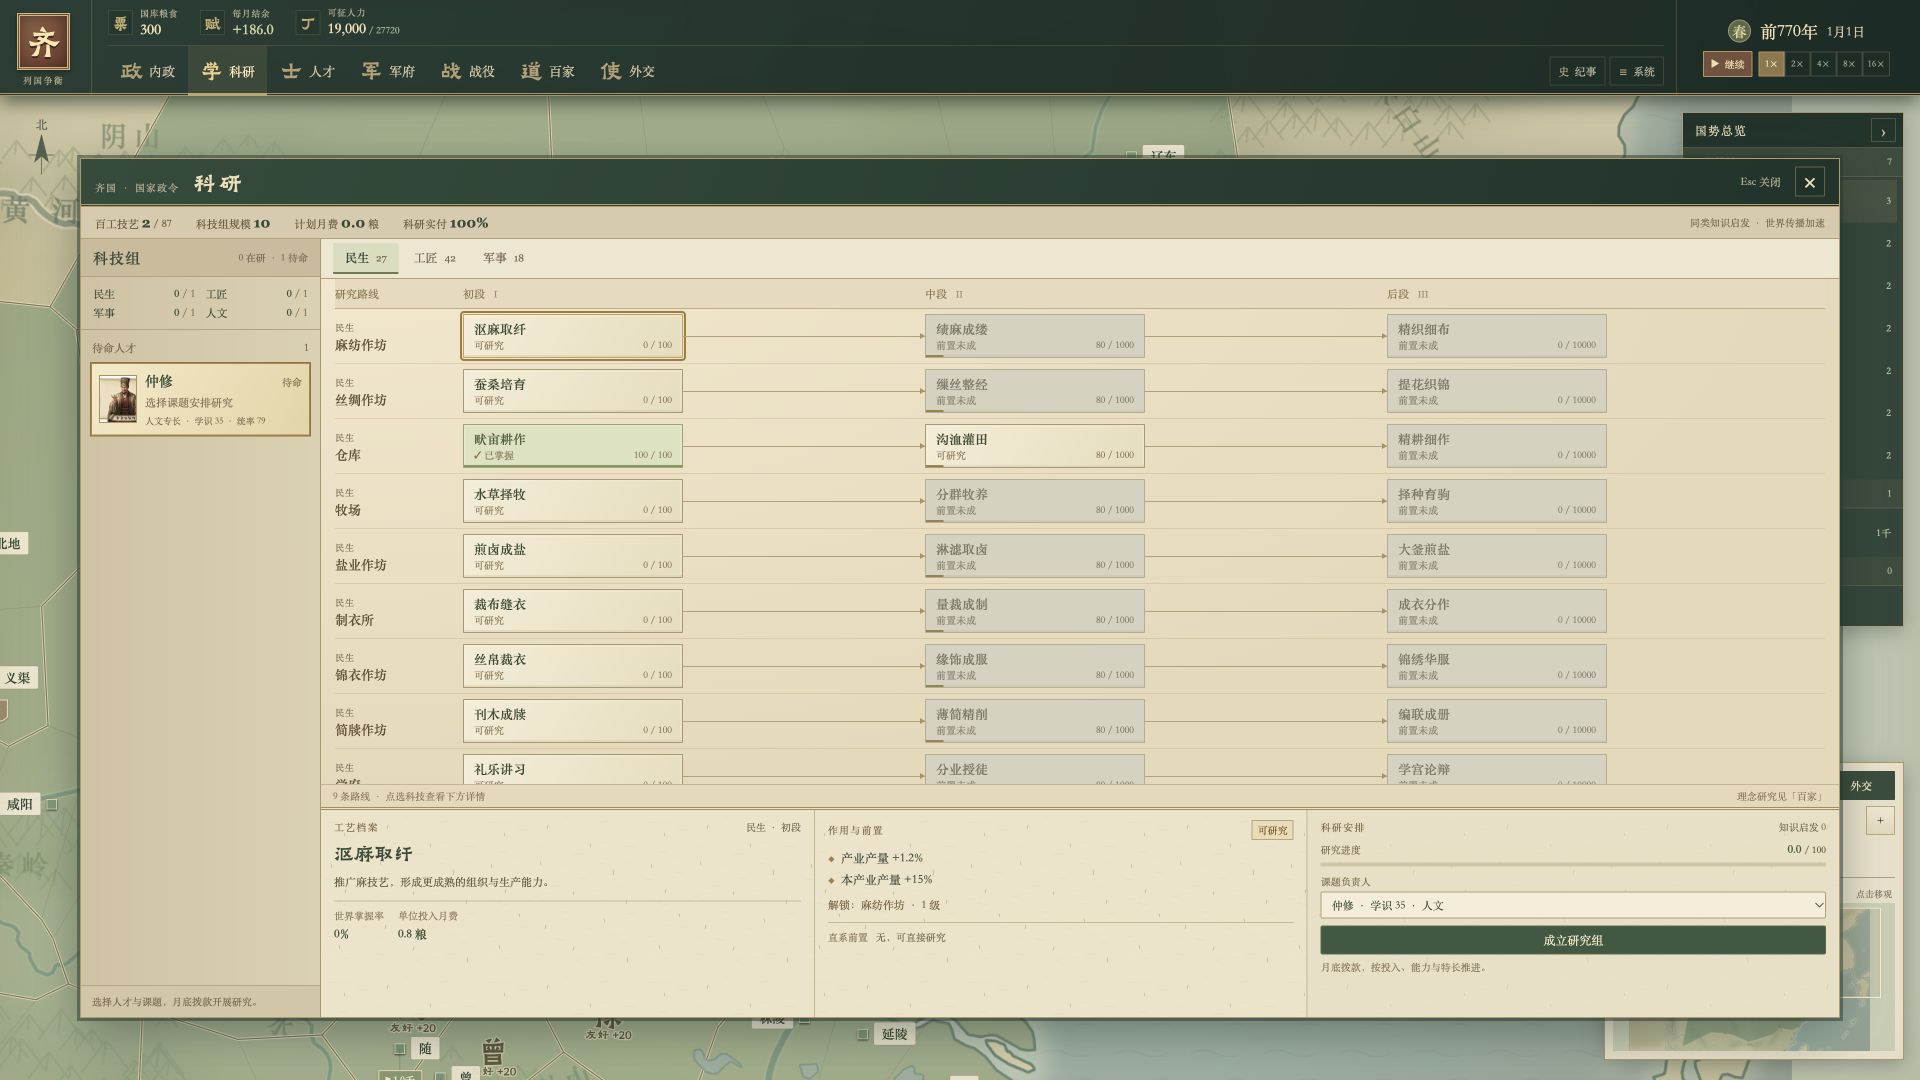 齐
列国争衡
粟 国库粮食 300
赋 每月结余 +186.0
丁 可征人力 19,000 / 27720
政 内政
学 科研
士 人才
军 军府
战 战役
道 百家
使 外交
史 纪事
≡ 系统
春 前770年 1月1日
▶ 继续
1× 2× 4× 8× 16×
北
阴山
黄河
国势总览 ›
7
3
2
2
2
2
2
2
2
1
1千
0
齐国 · 国家政令 科研
Esc 关闭 ×
百工技艺 2 / 87 科技组规模 10 计划月费 0.0 粮 科研实付 100%
同类知识启发 · 世界传播加速
科技组 0 在研 · 1 待命
民生 0 / 1 工匠 0 / 1
军事 0 / 1 人文 0 / 1
待命人才 1
仲修 待命
选择课题安排研究
人文专长 · 学识 35 · 统率 79
选择人才与课题，月底拨款开展研究。
民生 27 工匠 42 军事 18
研究路线 初段 I 中段 II 后段 III
民生
麻纺作坊
沤麻取纤
可研究 0 / 100
绩麻成缕
前置未成 80 / 1000
精织细布
前置未成 0 / 10000
民生
丝绸作坊
蚕桑培育
可研究 0 / 100
缫丝整经
前置未成 80 / 1000
提花织锦
前置未成 0 / 10000
民生
仓库
畎亩耕作
✓ 已掌握 100 / 100
沟洫灌田
可研究 80 / 1000
精耕细作
前置未成 0 / 10000
民生
牧场
水草择牧
可研究 0 / 100
分群牧养
前置未成 80 / 1000
择种育驹
前置未成 0 / 10000
民生
盐业作坊
煎卤成盐
可研究 0 / 100
淋滤取卤
前置未成 80 / 1000
大釜煎盐
前置未成 0 / 10000
民生
制衣所
裁布缝衣
可研究 0 / 100
量裁成制
前置未成 80 / 1000
成衣分作
前置未成 0 / 10000
民生
锦衣作坊
丝帛裁衣
可研究 0 / 100
缘饰成服
前置未成 80 / 1000
锦绣华服
前置未成 0 / 10000
民生
简牍作坊
刊木成牍
可研究 0 / 100
薄简精削
前置未成 80 / 1000
编联成册
前置未成 0 / 10000
民生
礼乐讲习
分业授徒
学宫论辩
9 条路线 · 点选科技查看下方详情
理念研究见「百家」
工艺档案 民生 · 初段
沤麻取纤
推广麻技艺，形成更成熟的组织与生产能力。
世界掌握率 单位投入月费
0% 0.8 粮
作用与前置 可研究
◆ 产业产量 +1.2%
◆ 本产业产量 +15%
解锁：麻纺作坊 · 1 级
直系前置 无，可直接研究
科研安排 知识启发 0
研究进度 0.0 / 100
课题负责人
仲修 · 学识 35 · 人文
成立研究组
月底拨款，按投入、能力与特长推进。
北地
义渠
咸阳
秦岭
外交
+
点击移观
友好 +20
友好 +20
随
曾
好 +20
曾
延陵